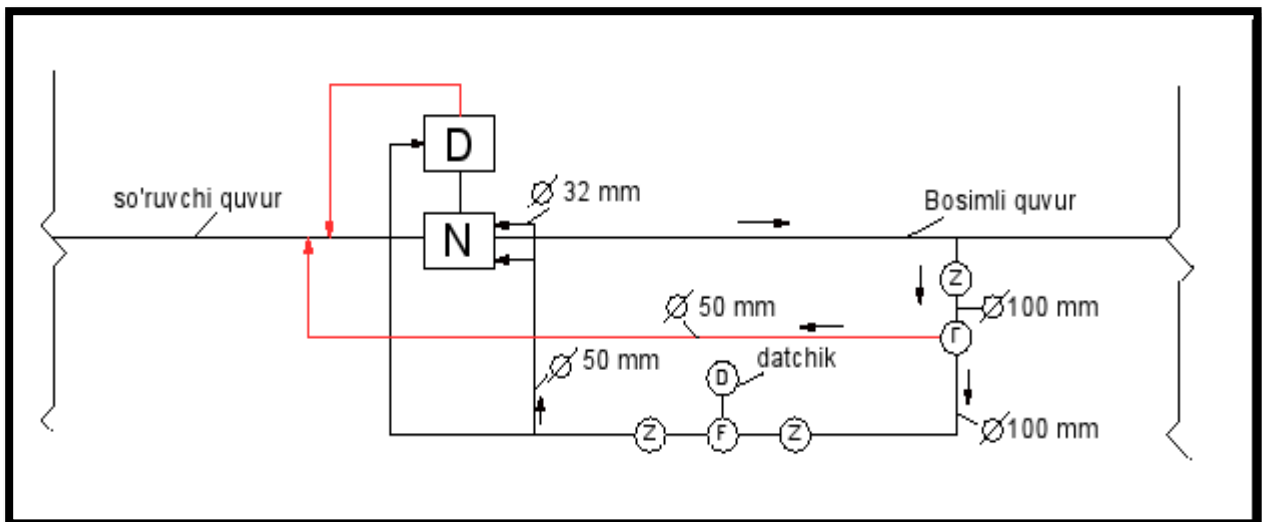 D
so'ruvchi quvur
Ø 32 mm
Bosimli quvur
N
Z
Ø 50 mm
Ø100 mm
Г
Ø 50 mm
D
datchik
Z
F
Z
Ø100 mm